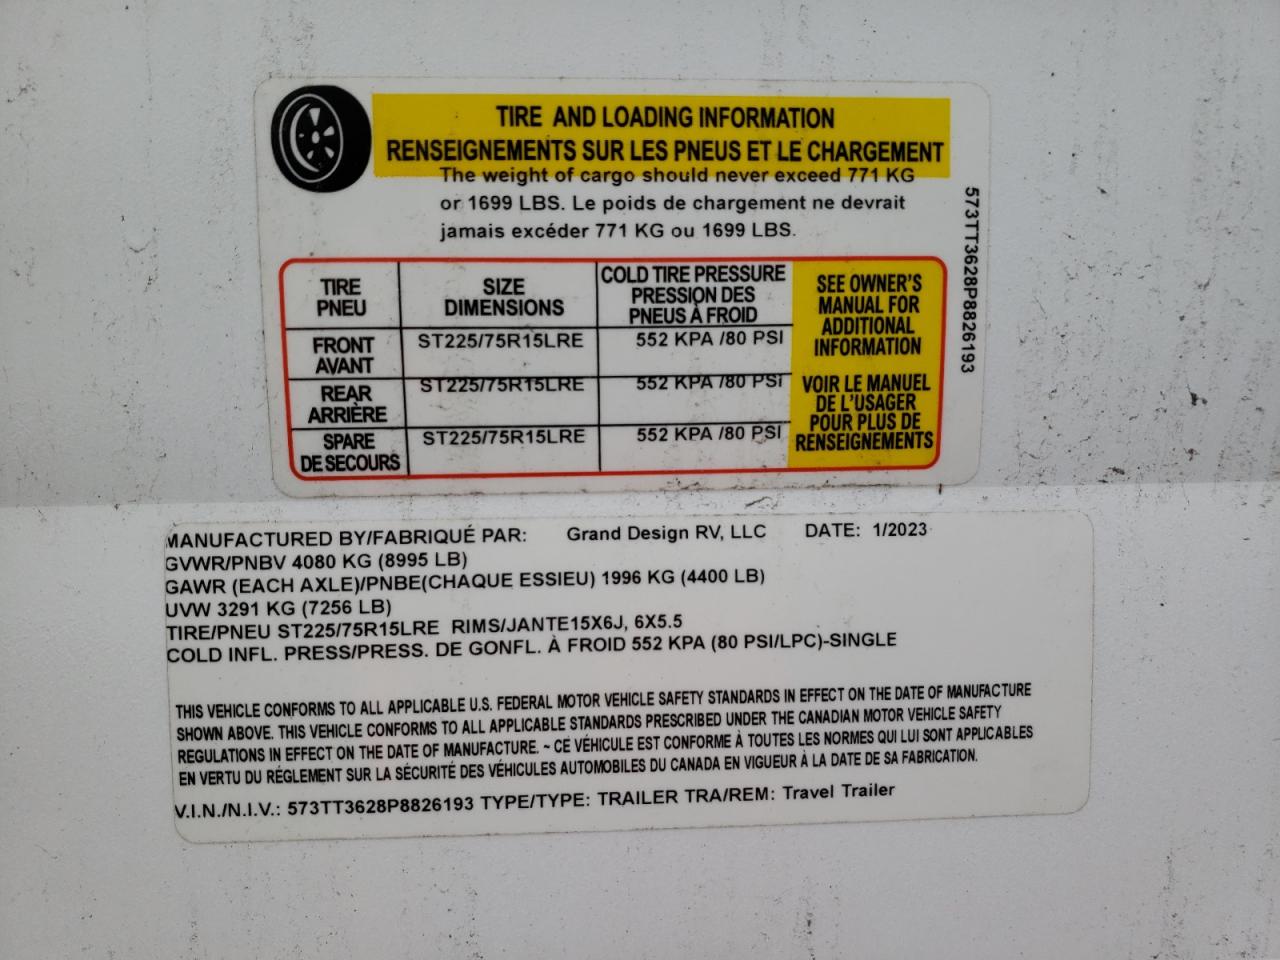 TIRE AND LOADING INFORMATION
RENSEIGNEMENTS SUR LES PNEUS ET LE CHARGEMENT
The weight of cargo should never exceed 771 KG
or 1699 LBS. Le poids de chargement ne devrait
jamais excéder 771 KG ou 1699 LBS.
573TT3628P8826193
TIRE
PNEU
SIZE
DIMENSIONS
COLD TIRE PRESSURE
PRESSION DES
PNEUS À FROID
SEE OWNER'S
MANUAL FOR
ADDITIONAL
INFORMATION
VOIR LE MANUEL
DE L'USAGER
POUR PLUS DE
RENSEIGNEMENTS
FRONT
AVANT
ST225/75R15LRE
552 KPA /80 PSI
REAR
ARRIÈRE
ST225/75R15LRE
552 KPA /80 PSI
SPARE
DE SECOURS
ST225/75R15LRE
552 KPA /80 PSI
MANUFACTURED BY/FABRIQUÉ PAR: Grand Design RV, LLC DATE: 1/2023
GVWR/PNBV 4080 KG (8995 LB)
GAWR (EACH AXLE)/PNBE(CHAQUE ESSIEU) 1996 KG (4400 LB)
UVW 3291 KG (7256 LB)
TIRE/PNEU ST225/75R15LRE RIMS/JANTE15X6J, 6X5.5
COLD INFL. PRESS/PRESS. DE GONFL. À FROID 552 KPA (80 PSI/LPC)-SINGLE
THIS VEHICLE CONFORMS TO ALL APPLICABLE U.S. FEDERAL MOTOR VEHICLE SAFETY STANDARDS IN EFFECT ON THE DATE OF MANUFACTURE
SHOWN ABOVE. THIS VEHICLE CONFORMS TO ALL APPLICABLE STANDARDS PRESCRIBED UNDER THE CANADIAN MOTOR VEHICLE SAFETY
REGULATIONS IN EFFECT ON THE DATE OF MANUFACTURE. ~ CE VÉHICULE EST CONFORME À TOUTES LES NORMES QUI LUI SONT APPLICABLES
EN VERTU DU RÉGLEMENT SUR LA SÉCURITÉ DES VÉHICULES AUTOMOBILES DU CANADA EN VIGUEUR À LA DATE DE SA FABRICATION.
V.I.N./N.I.V.: 573TT3628P8826193 TYPE/TYPE: TRAILER TRA/REM: Travel Trailer